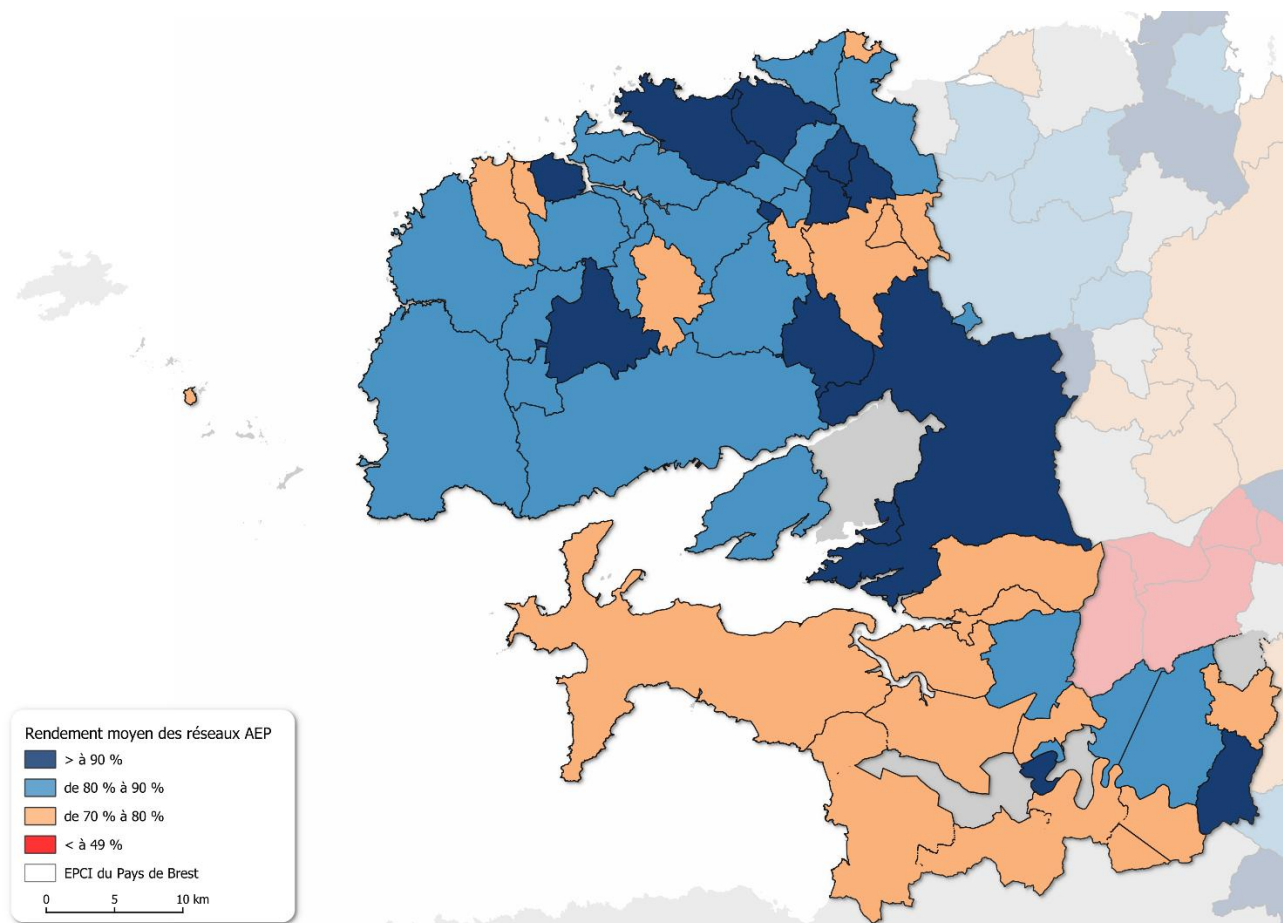 Rendement moyen des réseaux AEP
> à 90 %
de 80 % à 90 %
de 70 % à 80 %
< à 49 %
EPCI du Pays de Brest
0 5 10 km